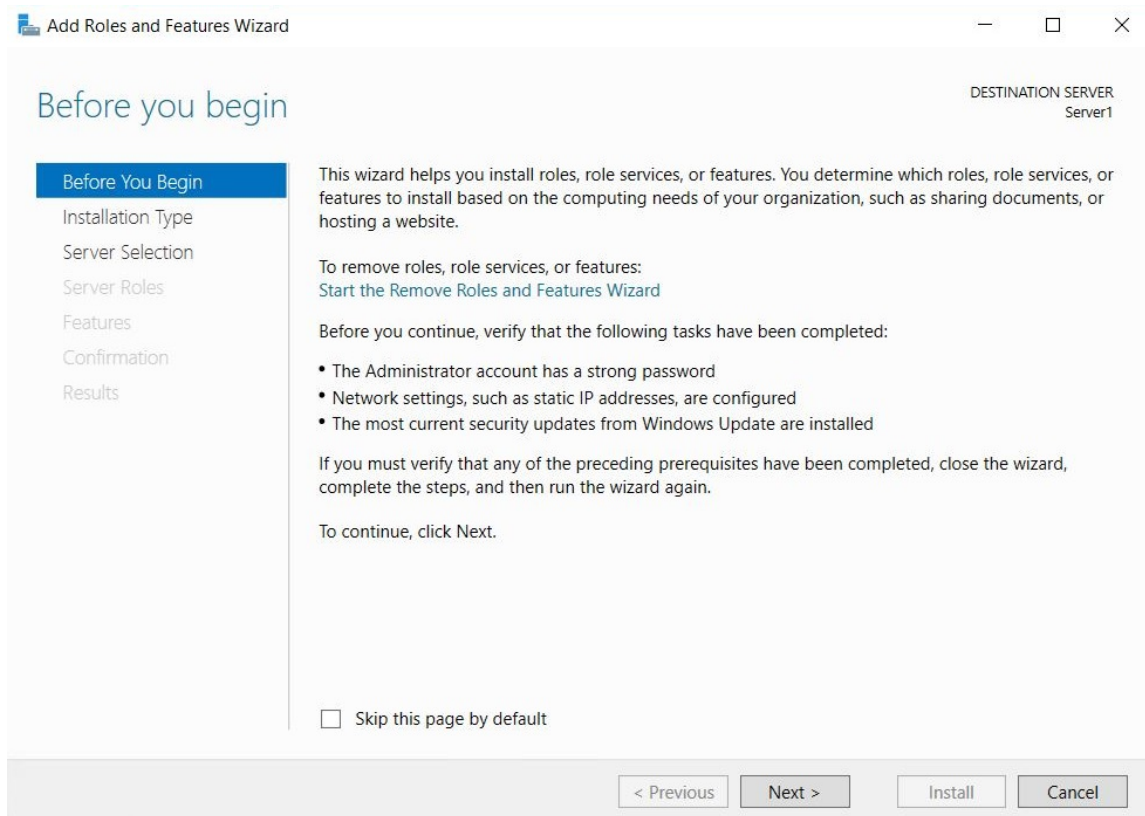 Add Roles and Features Wizard
Before you begin
DESTINATION SERVER
Server1
Before You Begin
Installation Type
Server Selection
Server Roles
Features
Confirmation
Results
This wizard helps you install roles, role services, or features. You determine which roles, role services, or
features to install based on the computing needs of your organization, such as sharing documents, or
hosting a website.
To remove roles, role services, or features:
Start the Remove Roles and Features Wizard
Before you continue, verify that the following tasks have been completed:
• The Administrator account has a strong password
• Network settings, such as static IP addresses, are configured
• The most current security updates from Windows Update are installed
If you must verify that any of the preceding prerequisites have been completed, close the wizard,
complete the steps, and then run the wizard again.
To continue, click Next.
Skip this page by default
< Previous
Next >
Install
Cancel